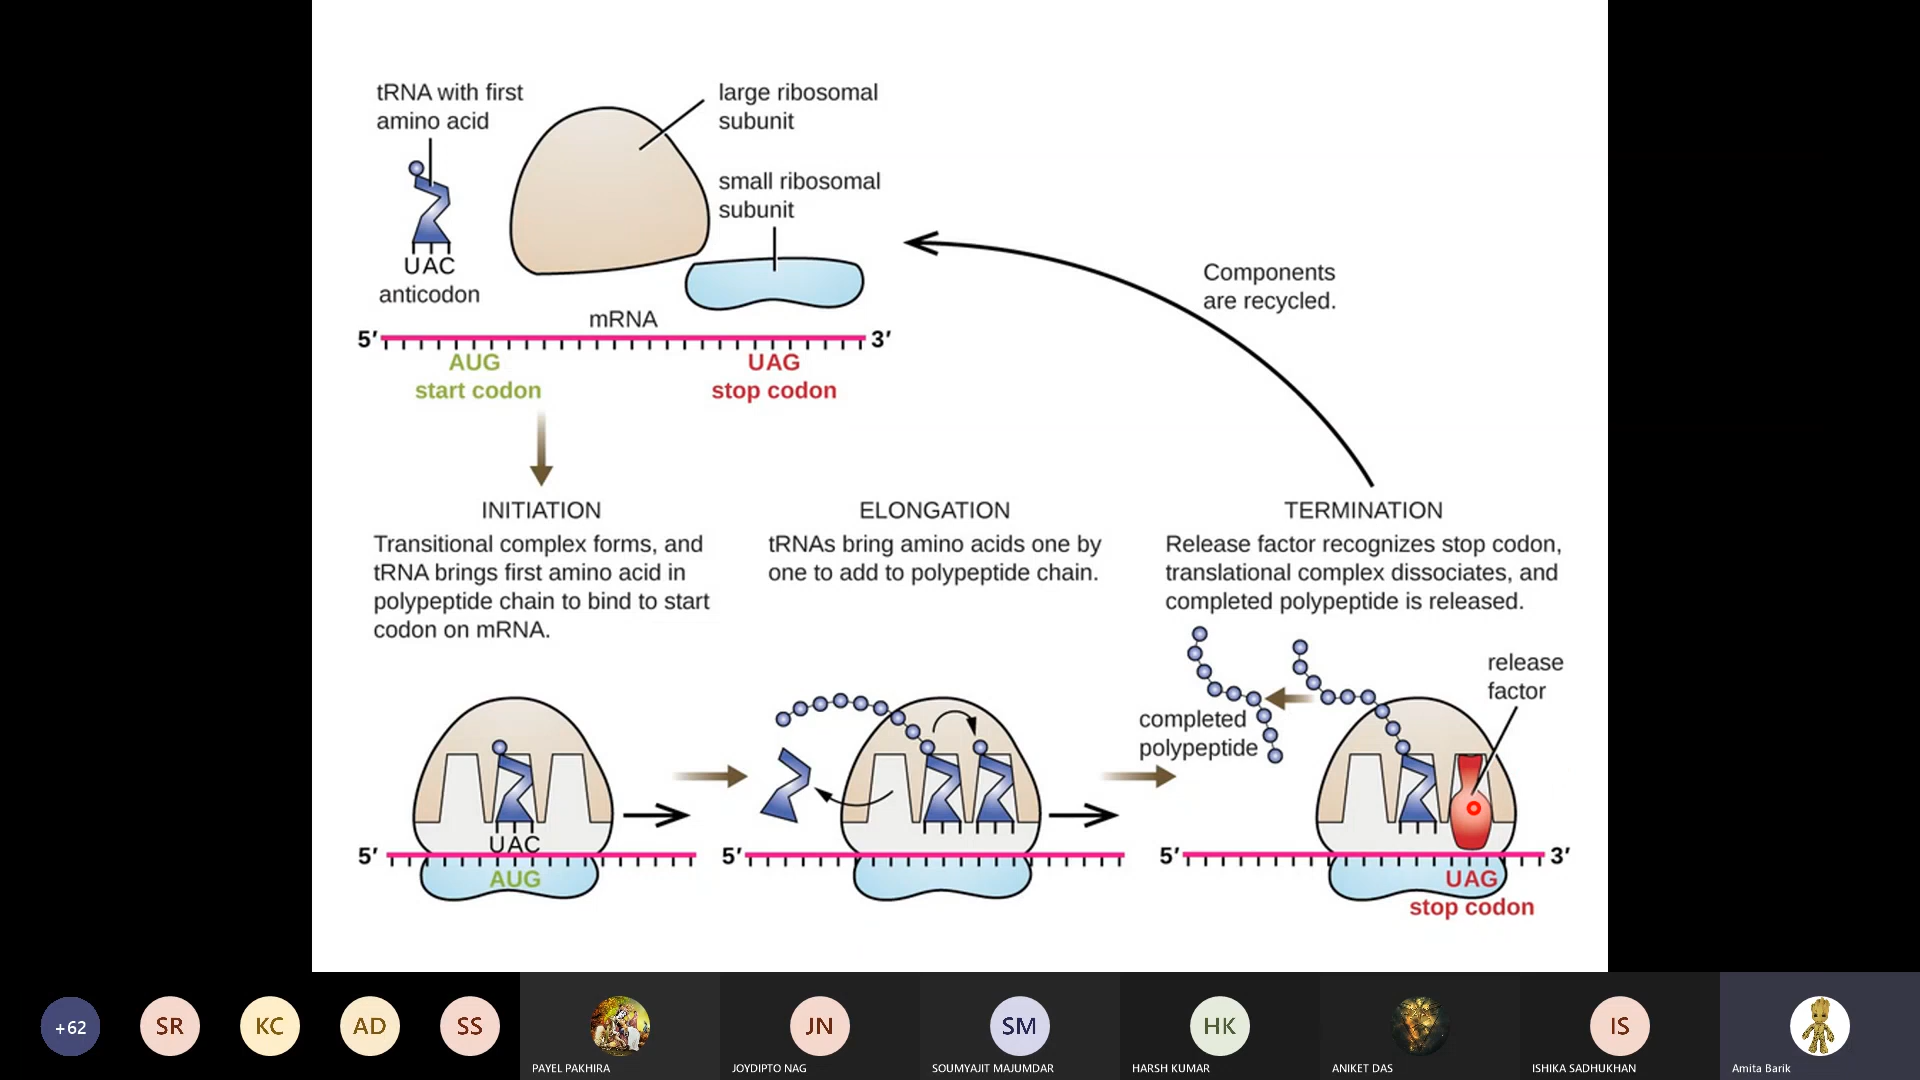 tRNA with first
amino acid
large ribosomal
subunit
small ribosomal
subunit
UAC
anticodon
mRNA
5′
3′
AUG
start codon
UAG
stop codon
Components
are recycled.
INITIATION
Transitional complex forms, and
tRNA brings first amino acid in
polypeptide chain to bind to start
codon on mRNA.
ELONGATION
tRNAs bring amino acids one by
one to add to polypeptide chain.
TERMINATION
Release factor recognizes stop codon,
translational complex dissociates, and
completed polypeptide is released.
release
factor
completed
polypeptide
5′
UAC
AUG
5′
5′
3′
UAG
stop codon
+62
SR
KC
AD
SS
PAYEL PAKHIRA
JN
JOYDIPTO NAG
SM
SOUMYAJIT MAJUMDAR
HK
HARSH KUMAR
ANIKET DAS
IS
ISHIKA SADHUKHAN
Amita Barik